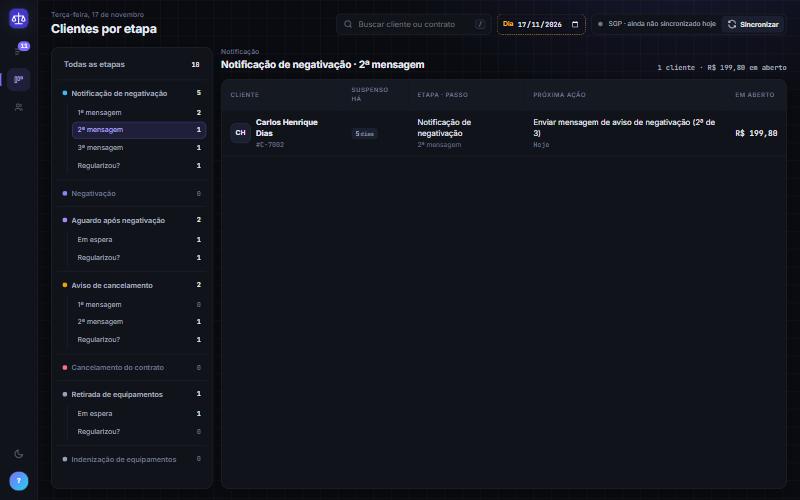 Terça-feira, 17 de novembro
Clientes por etapa
Buscar cliente ou contrato
/
Dia 17/11/2026
SGP · ainda não sincronizado hoje
Sincronizar
11
Todas as etapas 10
Notificação de negativação 5
1ª mensagem 2
2ª mensagem 1
3ª mensagem 1
Regularizou? 1
Negativação 0
Aguardo após negativação 2
Em espera 1
Regularizou? 1
Aviso de cancelamento 2
1ª mensagem 0
2ª mensagem 1
Regularizou? 1
Cancelamento do contrato 0
Retirada de equipamentos 1
Em espera 1
Regularizou? 0
Indenização de equipamentos 0
?
Notificação
Notificação de negativação · 2ª mensagem
1 cliente · R$ 199,80 em aberto
CLIENTE
SUSPENSO HÁ
ETAPA · PASSO
PRÓXIMA AÇÃO
EM ABERTO
CH
Carlos Henrique
Dias
#C-7002
5 dias
Notificação de
negativação
2ª mensagem
Enviar mensagem de aviso de negativação (2ª de
3)
Hoje
R$ 199,80